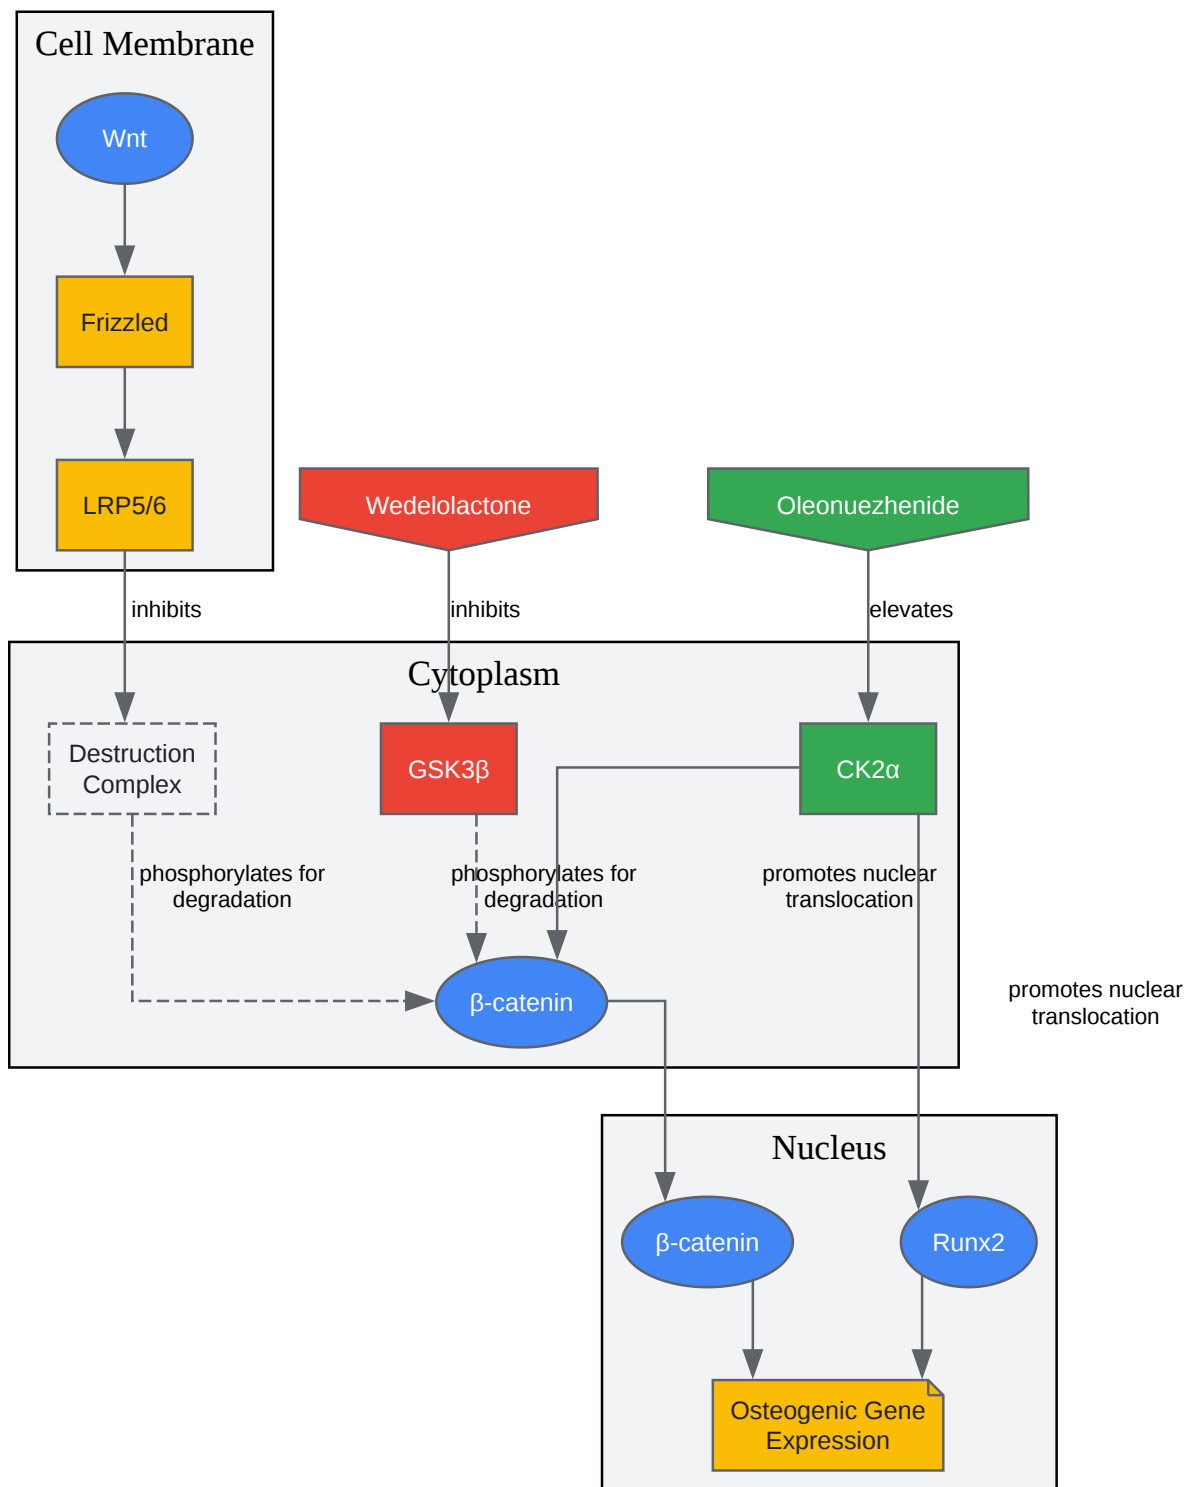 Cell Membrane
Wnt
Frizzled
LRP5/6
Wedelolactone
Oleonuezhenide
inhibits
inhibits
elevates
Cytoplasm
Destruction
Complex
GSK3β
CK2α
phosphorylates for
degradation
phosphorylates for
degradation
promotes nuclear
translocation
β-catenin
promotes nuclear
translocation
Nucleus
β-catenin
Runx2
Osteogenic Gene
Expression